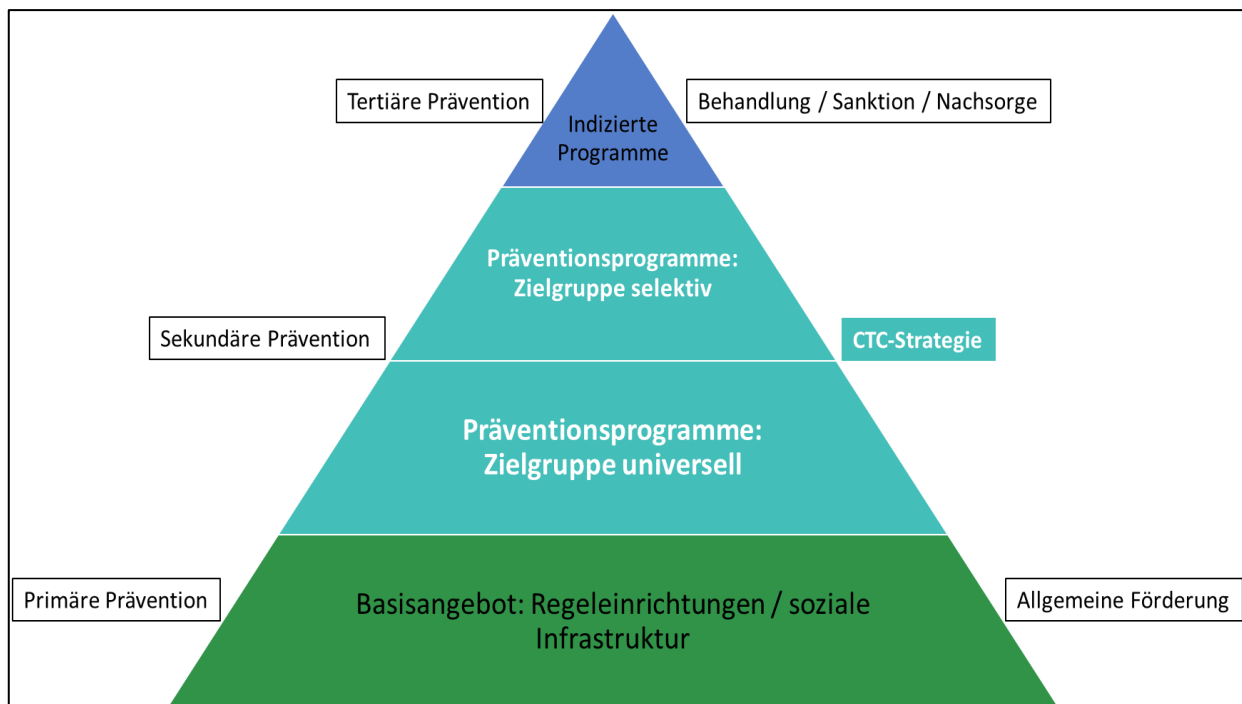 Tertiäre Prävention
Behandlung / Sanktion / Nachsorge
Indizierte
Programme
Präventionsprogramme:
Zielgruppe selektiv
Sekundäre Prävention
CTC-Strategie
Präventionsprogramme:
Zielgruppe universell
Primäre Prävention
Basisangebot: Regeleinrichtungen / soziale
Infrastruktur
Allgemeine Förderung